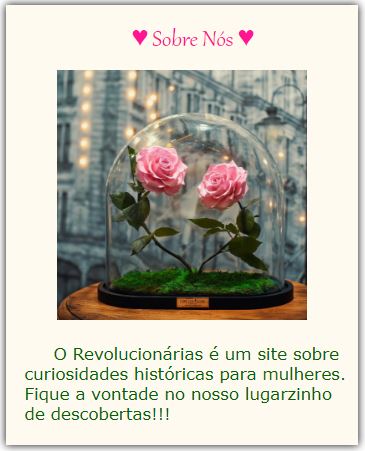 ♥ Sobre Nós ♥
O Revolucionárias é um site sobre
curiosidades históricas para mulheres.
Fique a vontade no nosso lugarzinho
de descobertas!!!